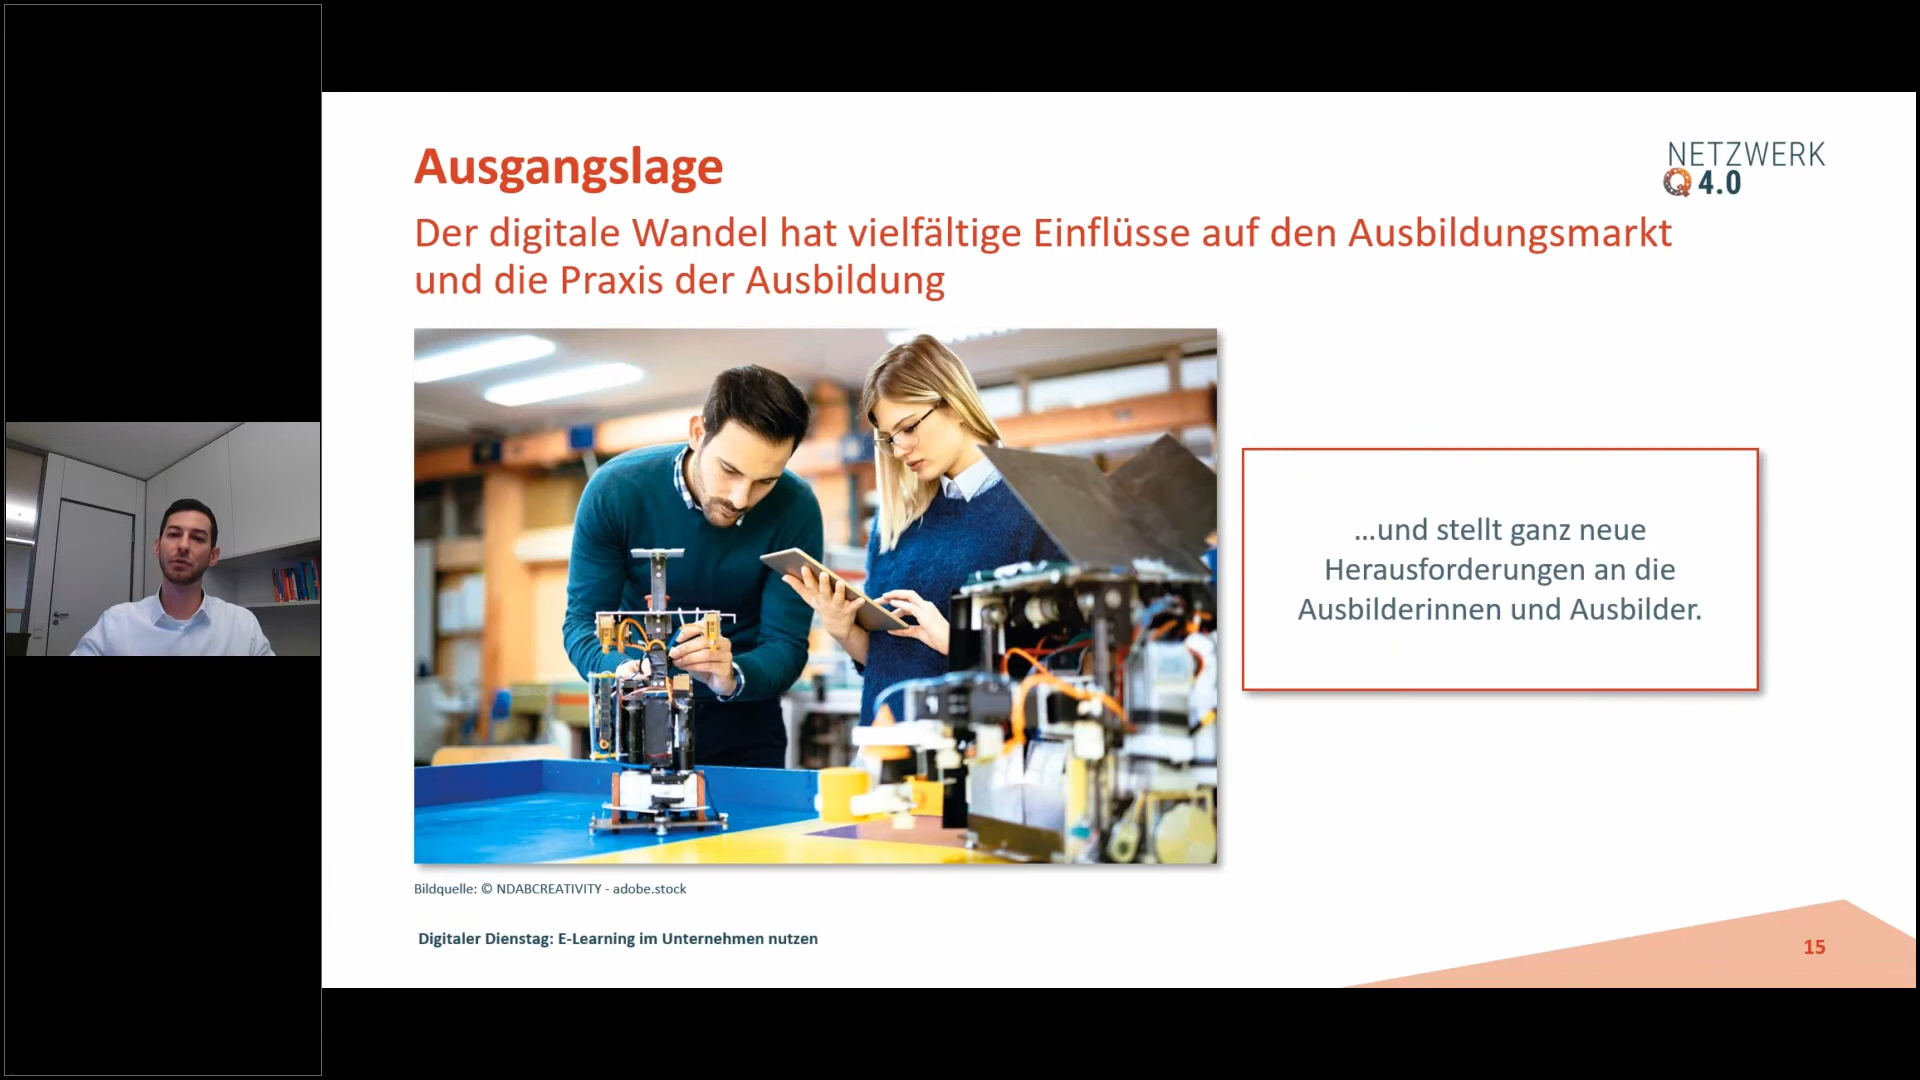 Ausgangslage
NETZWERK
Q 4.0
Der digitale Wandel hat vielfältige Einflüsse auf den Ausbildungsmarkt
und die Praxis der Ausbildung
…und stellt ganz neue
Herausforderungen an die
Ausbilderinnen und Ausbilder.
Bildquelle: © NDABCREATIVITY - adobe.stock
Digitaler Dienstag: E-Learning im Unternehmen nutzen
15